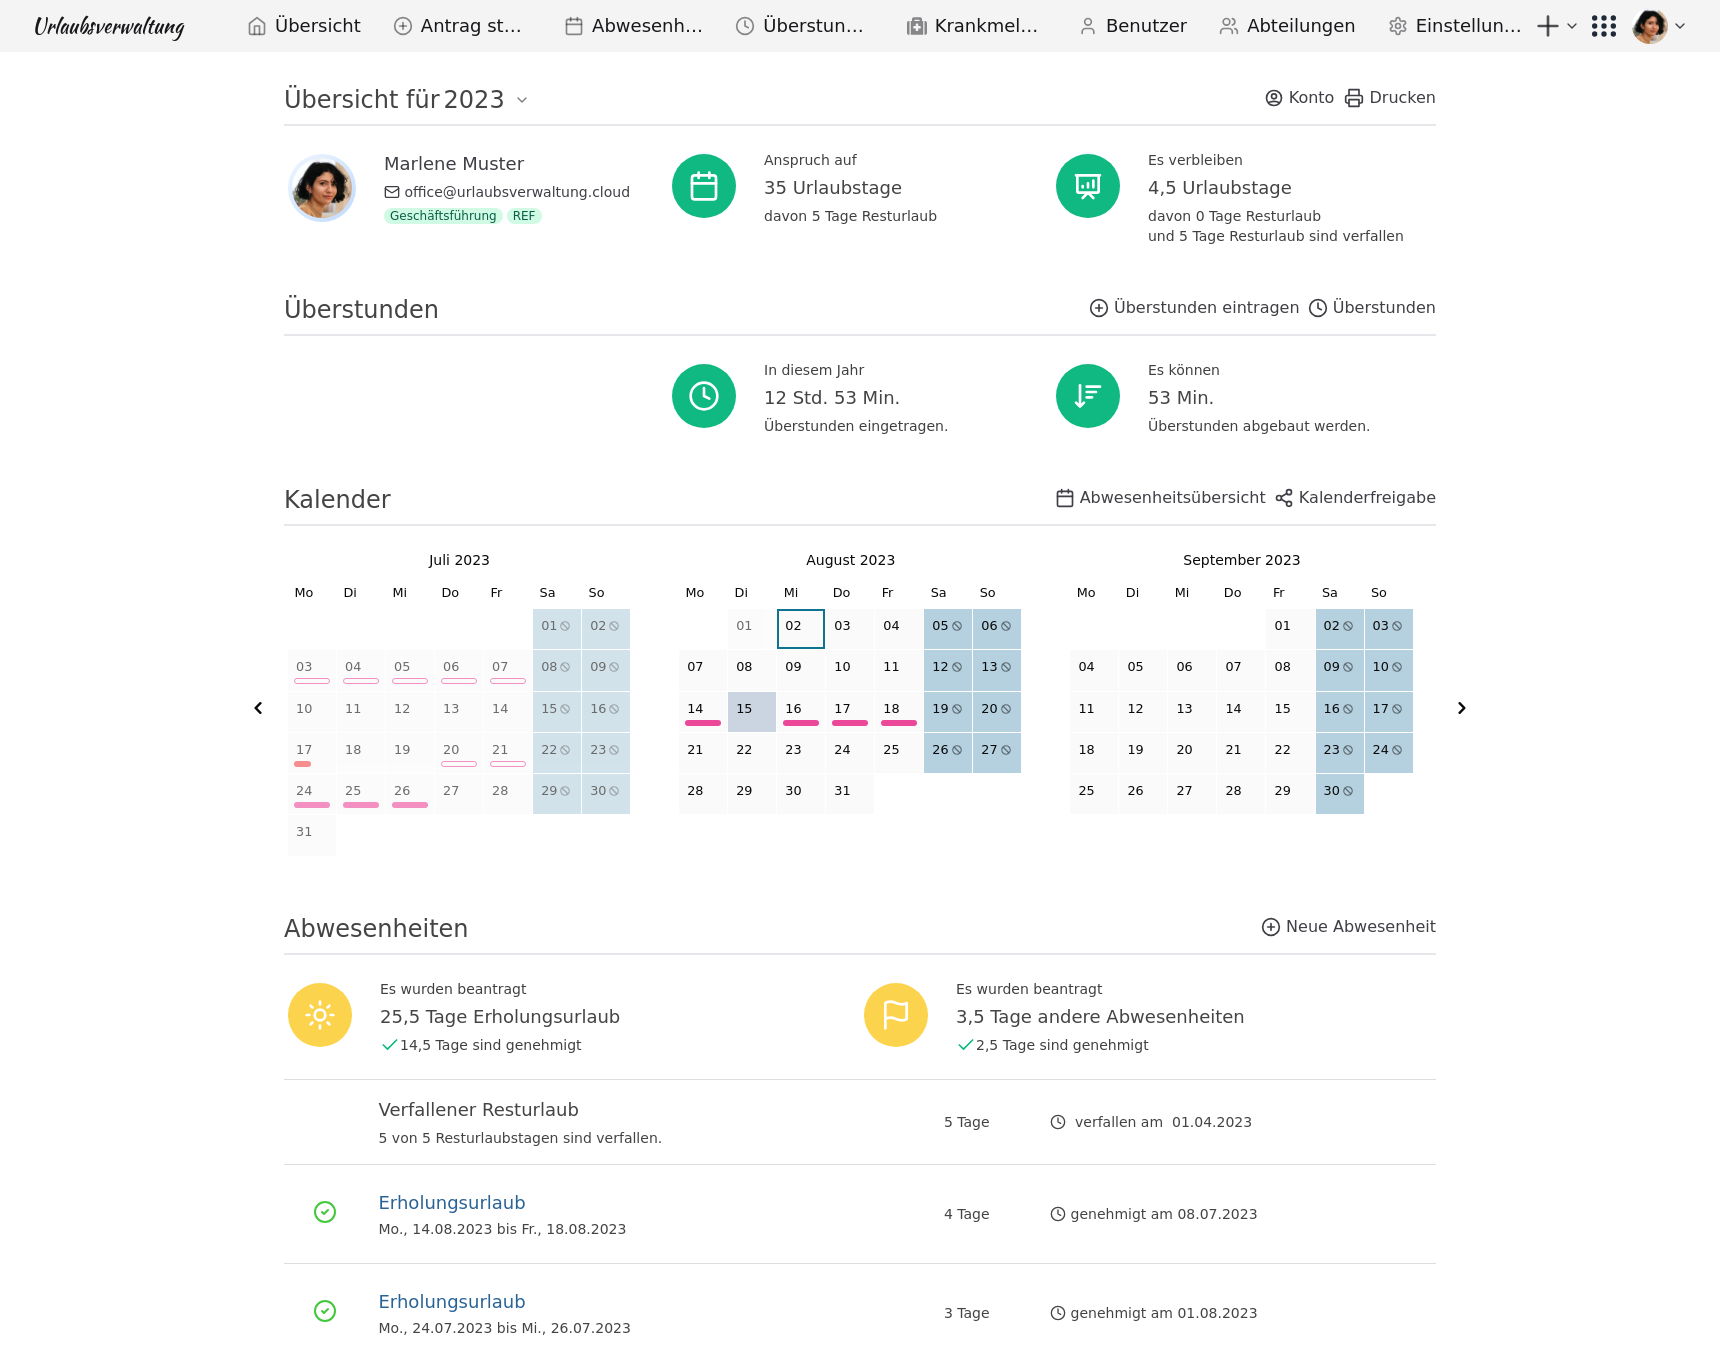 Urlaubsverwaltung Übersicht Antrag st… Abwesenh… Überstun… Krankmel… Benutzer Abteilungen Einstellun…
Übersicht für 2023 Konto Drucken
Marlene Muster
office@urlaubsverwaltung.cloud
Geschäftsführung REF
Anspruch auf
35 Urlaubstage
davon 5 Tage Resturlaub
Es verbleiben
4,5 Urlaubstage
davon 0 Tage Resturlaub
und 5 Tage Resturlaub sind verfallen
Überstunden Überstunden eintragen Überstunden
In diesem Jahr
12 Std. 53 Min.
Überstunden eingetragen.
Es können
53 Min.
Überstunden abgebaut werden.
Kalender Abwesenheitsübersicht Kalenderfreigabe
Juli 2023
Mo Di Mi Do Fr Sa So
01 02
03 04 05 06 07 08 09
10 11 12 13 14 15 16
17 18 19 20 21 22 23
24 25 26 27 28 29 30
31
August 2023
Mo Di Mi Do Fr Sa So
01 02 03 04 05 06
07 08 09 10 11 12 13
14 15 16 17 18 19 20
21 22 23 24 25 26 27
28 29 30 31
September 2023
Mo Di Mi Do Fr Sa So
01 02 03
04 05 06 07 08 09 10
11 12 13 14 15 16 17
18 19 20 21 22 23 24
25 26 27 28 29 30
Abwesenheiten Neue Abwesenheit
Es wurden beantragt
25,5 Tage Erholungsurlaub
14,5 Tage sind genehmigt
Es wurden beantragt
3,5 Tage andere Abwesenheiten
2,5 Tage sind genehmigt
Verfallener Resturlaub
5 von 5 Resturlaubstagen sind verfallen.
5 Tage verfallen am 01.04.2023
Erholungsurlaub
Mo., 14.08.2023 bis Fr., 18.08.2023
4 Tage genehmigt am 08.07.2023
Erholungsurlaub
Mo., 24.07.2023 bis Mi., 26.07.2023
3 Tage genehmigt am 01.08.2023